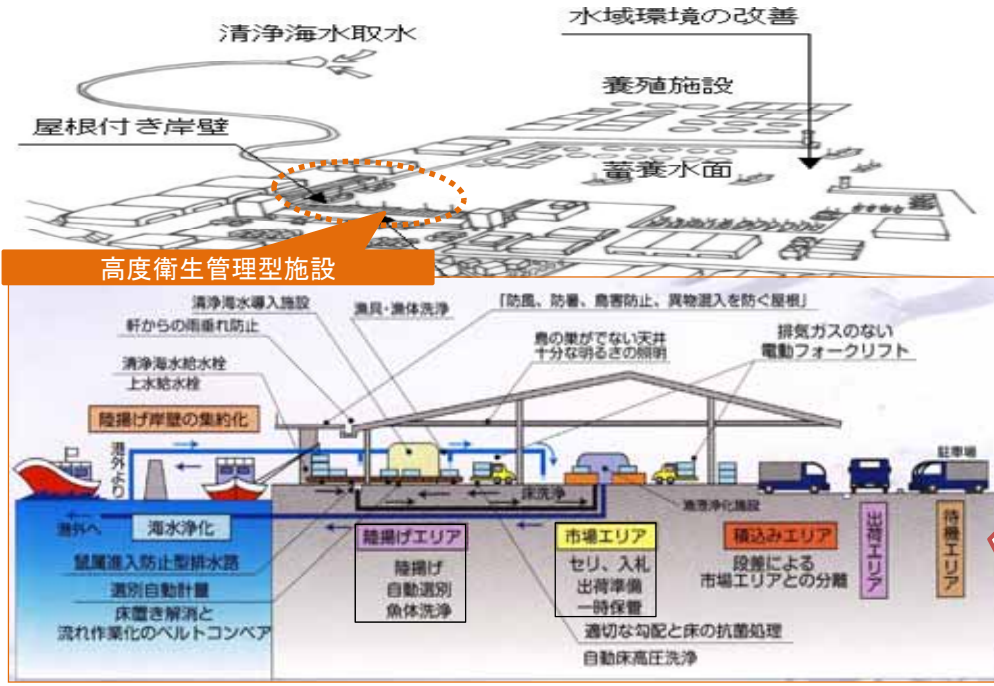 清浄海水取水
水域環境の改善
養殖施設
屋根付き岸壁
蓄養水面
高度衛生管理型施設
清浄海水導入施設
漁具・漁体洗浄
「防風、防暑、鳥害防止、異物混入を防ぐ屋根」
軒からの雨垂れ防止
鳥の巣ができない天井
十分な明るさの照明
排気ガスのない
電動フォークリフト
清浄海水給水栓
上水給水栓
陸揚げ岸壁の集約化
港外より
駐車場
床洗浄
港外へ
海水浄化
陸揚げエリア
陸揚げ
自動選別
魚体洗浄
市場エリア
セリ、入札
出荷準備
一時保管
積込みエリア
段差による
市場エリアとの分離
出荷エリア
待機エリア
鼠属進入防止型排水路
選別自動計量
床置き解消と
流れ作業化のベルトコンベア
適切な勾配と床の抗菌処理
自動床高圧洗浄